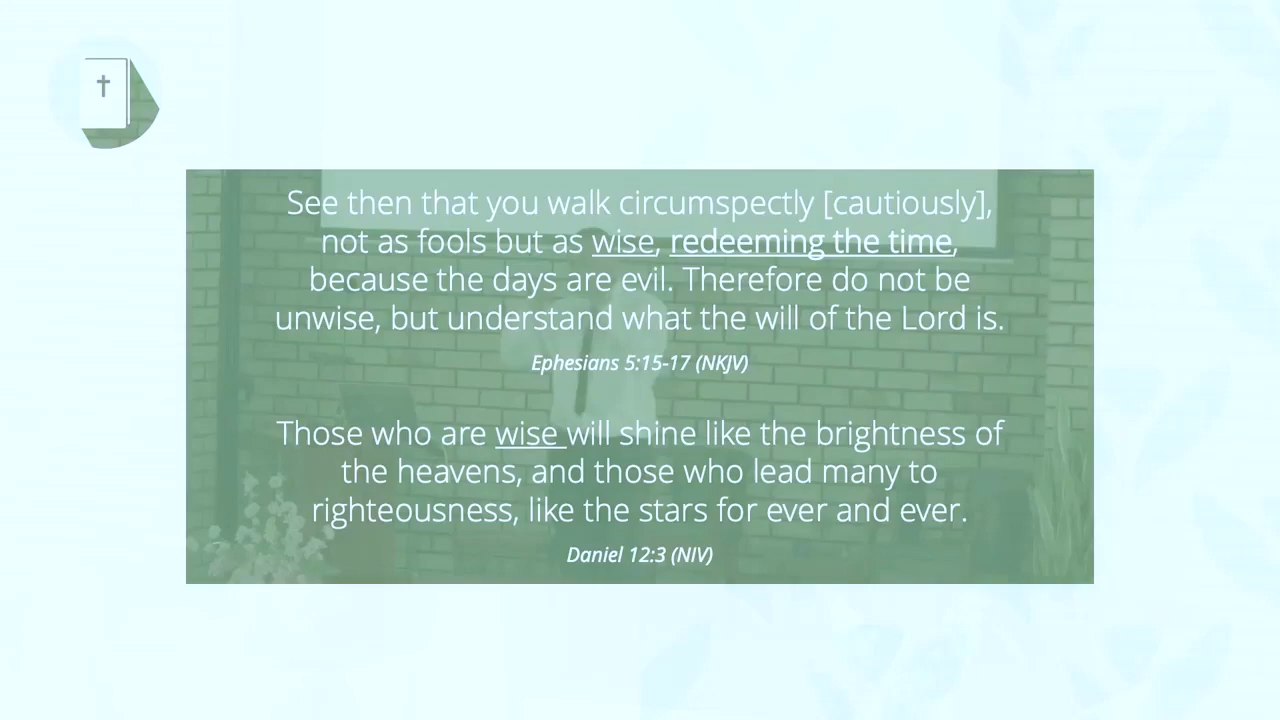 See then that you walk circumspectly [cautiously],
not as fools but as wise, redeeming the time,
because the days are evil. Therefore do not be
unwise, but understand what the will of the Lord is.
Ephesians 5:15-17 (NKJV)
Those who are wise will shine like the brightness of
the heavens, and those who lead many to
righteousness, like the stars for ever and ever.
Daniel 12:3 (NIV)